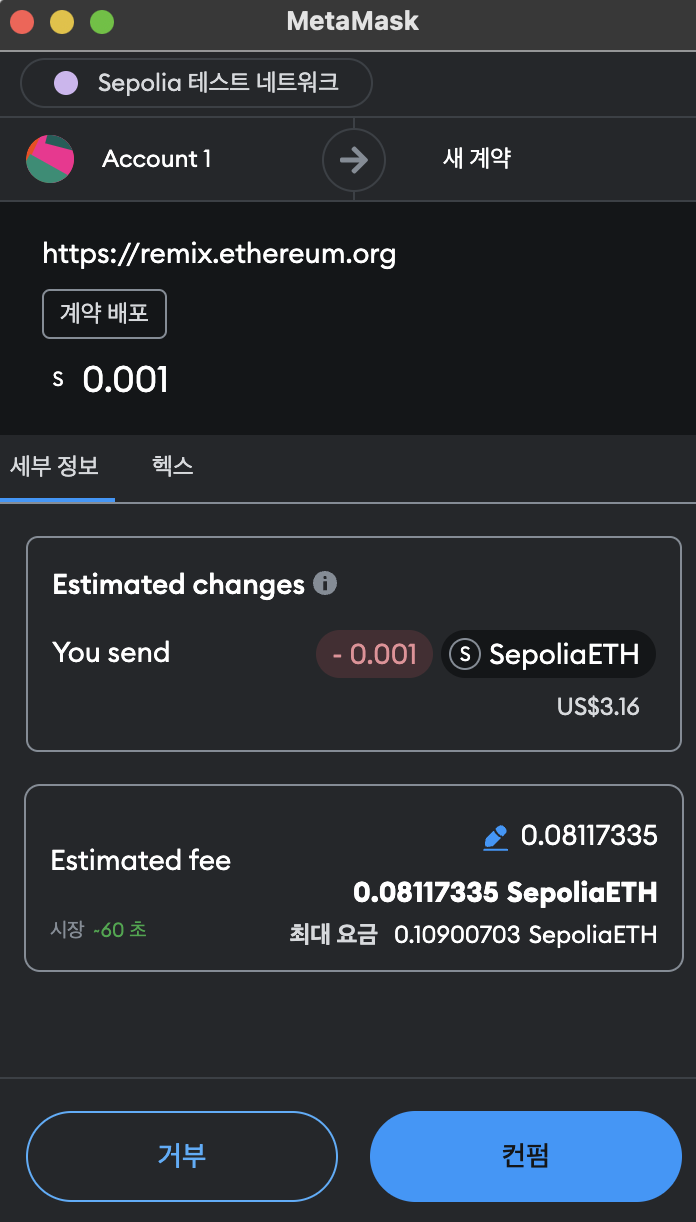 MetaMask
Sepolia 테스트 네트워크
Account 1
새 계약
https://remix.ethereum.org
계약 배포
S 0.001
세부 정보 헥스
Estimated changes
You send - 0.001 S SepoliaETH
US$3.16
0.08117335
Estimated fee
0.08117335 SepoliaETH
시장 ~60 초 최대 요금 0.10900703 SepoliaETH
거부 컨펌